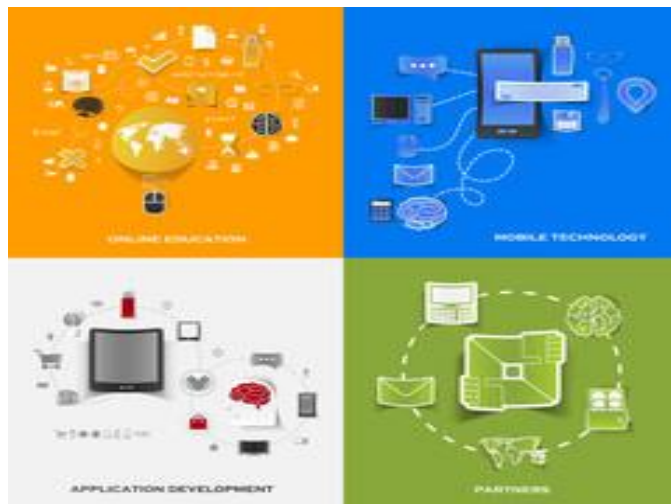 ONLINE EDUCATION
MOBILE TECHNOLOGY
APPLICATION DEVELOPMENT
PARTNERS